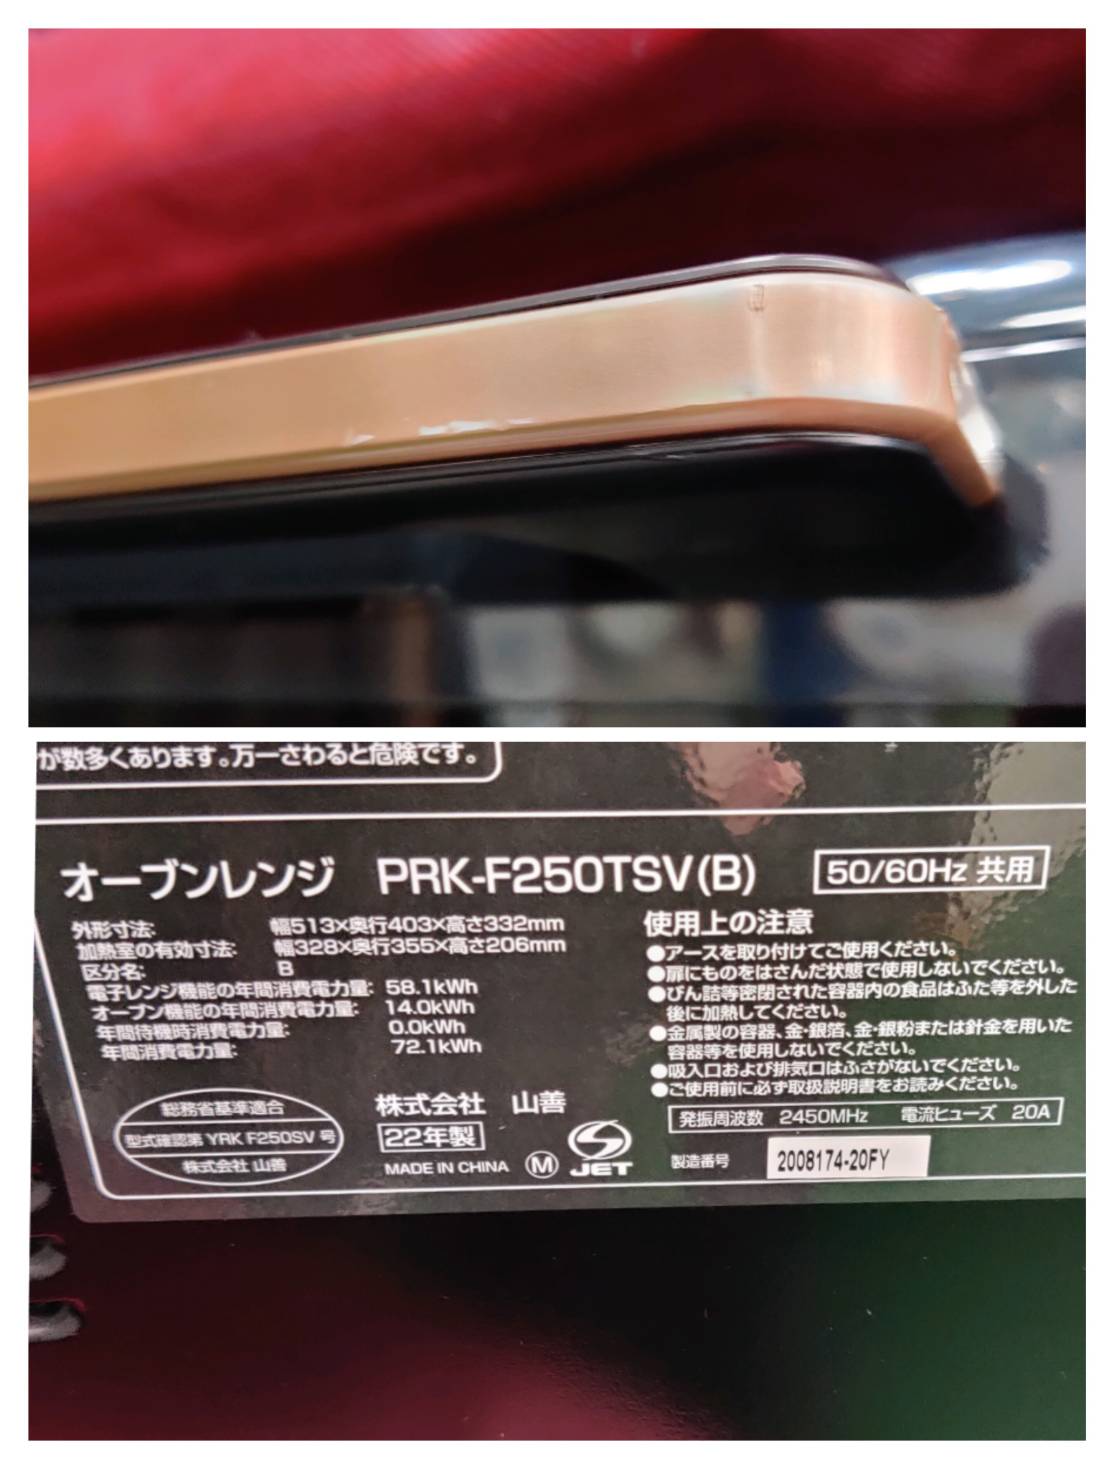 が数多くあります。万一さわると危険です。
オーブンレンジ PRK-F250TSV(B) 50/60Hz 共用
外形寸法: 幅513×奥行403×高さ332mm
加熱室の有効寸法: 幅328×奥行355×高さ206mm
区分名: B
電子レンジ機能の年間消費電力量: 58.1kWh
オーブン機能の年間消費電力量: 14.0kWh
年間待機時消費電力量: 0.0kWh
年間消費電力量: 72.1kWh
使用上の注意
●アースを取り付けてご使用ください。
●扉にものをはさんだ状態で使用しないでください。
●びん詰等密閉された容器内の食品はふた等を外した
後に加熱してください。
●金属製の容器、金・銀箔、金・銀粉または針金を用いた
容器等を使用しないでください。
●吸入口および排気口はふさがないでください。
●ご使用前に必ず取扱説明書をお読みください。
総務省基準適合
型式確認第 YRK F250SV 号
株式会社 山善
株式会社 山善
22年製
MADE IN CHINA M JET
発振周波数 2450MHz 電流ヒューズ 20A
製造番号 2008174-20FY